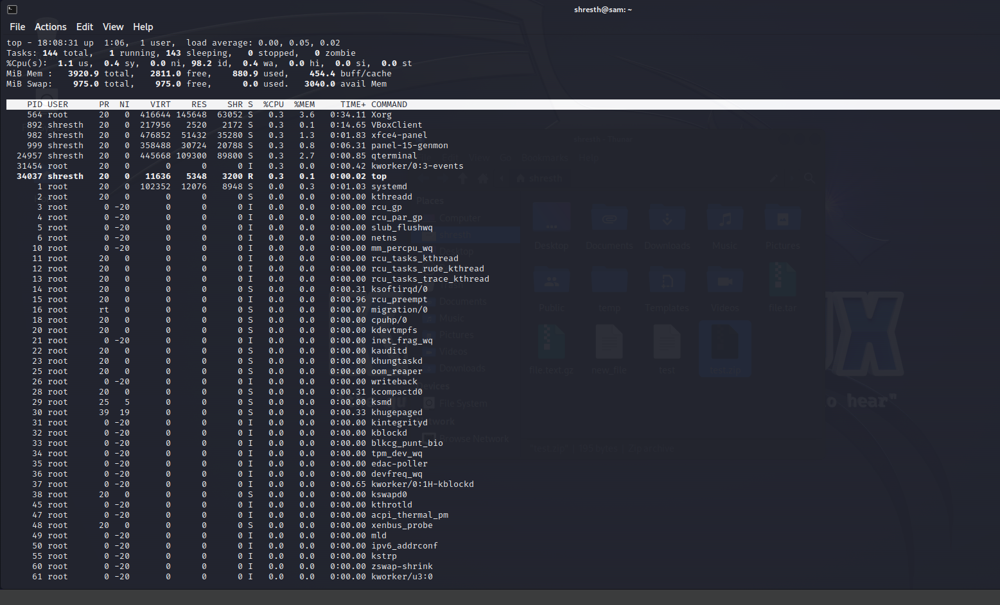 shresth@sam: ~
File Actions Edit View Help
top - 18:08:31 up  1:06,  1 user,  load average: 0.00, 0.05, 0.02
Tasks: 144 total,   1 running, 143 sleeping,   0 stopped,   0 zombie
%Cpu(s):  1.1 us,  0.4 sy,  0.0 ni, 98.2 id,  0.4 wa,  0.0 hi,  0.0 si,  0.0 st
MiB Mem :   3920.9 total,   2811.0 free,    880.9 used,    454.4 buff/cache
MiB Swap:    975.0 total,    975.0 free,      0.0 used.   3040.0 avail Mem
PID USER PR NI VIRT RES SHR S %CPU %MEM TIME+ COMMAND
564 root 20 0 416644 145648 63052 S 0.3 3.6 0:34.11 Xorg
892 shresth 20 0 217956 2520 2172 S 0.3 0.1 0:14.65 VBoxClient
982 shresth 20 0 476852 51432 35280 S 0.3 1.3 0:01.83 xfce4-panel
999 shresth 20 0 358488 30724 20788 S 0.3 0.8 0:06.31 panel-15-genmon
24957 shresth 20 0 445668 109300 89800 S 0.3 2.7 0:00.85 qterminal
31454 root 20 0 0 0 0 I 0.3 0.0 0:00.42 kworker/0:3-events
34037 shresth 20 0 11636 5348 3200 R 0.3 0.1 0:00.02 top
1 root 20 0 102352 12076 8948 S 0.0 0.3 0:01.03 systemd
2 root 20 0 0 0 0 S 0.0 0.0 0:00.00 kthreadd
3 root 0 -20 0 0 0 I 0.0 0.0 0:00.00 rcu_gp
4 root 0 -20 0 0 0 I 0.0 0.0 0:00.00 rcu_par_gp
5 root 0 -20 0 0 0 I 0.0 0.0 0:00.00 slub_flushwq
6 root 0 -20 0 0 0 I 0.0 0.0 0:00.00 netns
10 root 0 -20 0 0 0 I 0.0 0.0 0:00.00 mm_percpu_wq
11 root 20 0 0 0 0 I 0.0 0.0 0:00.00 rcu_tasks_kthread
12 root 20 0 0 0 0 I 0.0 0.0 0:00.00 rcu_tasks_rude_kthread
13 root 20 0 0 0 0 I 0.0 0.0 0:00.00 rcu_tasks_trace_kthread
14 root 20 0 0 0 0 S 0.0 0.0 0:00.31 ksoftirqd/0
15 root 20 0 0 0 0 I 0.0 0.0 0:00.96 rcu_preempt
16 root rt 0 0 0 0 S 0.0 0.0 0:00.07 migration/0
18 root 20 0 0 0 0 S 0.0 0.0 0:00.00 cpuhp/0
20 root 20 0 0 0 0 S 0.0 0.0 0:00.00 kdevtmpfs
21 root 0 -20 0 0 0 I 0.0 0.0 0:00.00 inet_frag_wq
22 root 20 0 0 0 0 S 0.0 0.0 0:00.00 kauditd
23 root 20 0 0 0 0 S 0.0 0.0 0:00.00 khungtaskd
25 root 20 0 0 0 0 S 0.0 0.0 0:00.00 oom_reaper
26 root 0 -20 0 0 0 I 0.0 0.0 0:00.00 writeback
28 root 20 0 0 0 0 S 0.0 0.0 0:00.31 kcompactd0
29 root 25 5 0 0 0 S 0.0 0.0 0:00.00 ksmd
30 root 39 19 0 0 0 S 0.0 0.0 0:00.33 khugepaged
31 root 0 -20 0 0 0 I 0.0 0.0 0:00.00 kintegrityd
32 root 0 -20 0 0 0 I 0.0 0.0 0:00.00 kblockd
33 root 0 -20 0 0 0 I 0.0 0.0 0:00.00 blkcg_punt_bio
34 root 0 -20 0 0 0 I 0.0 0.0 0:00.00 tpm_dev_wq
35 root 0 -20 0 0 0 I 0.0 0.0 0:00.00 edac-poller
36 root 0 -20 0 0 0 I 0.0 0.0 0:00.00 devfreq_wq
37 root 0 -20 0 0 0 I 0.0 0.0 0:00.65 kworker/0:1H-kblockd
38 root 20 0 0 0 0 S 0.0 0.0 0:00.00 kswapd0
45 root 0 -20 0 0 0 I 0.0 0.0 0:00.00 kthrotld
47 root 0 -20 0 0 0 I 0.0 0.0 0:00.00 acpi_thermal_pm
48 root 20 0 0 0 0 S 0.0 0.0 0:00.00 xenbus_probe
49 root 0 -20 0 0 0 I 0.0 0.0 0:00.00 mld
50 root 0 -20 0 0 0 I 0.0 0.0 0:00.00 ipv6_addrconf
55 root 0 -20 0 0 0 I 0.0 0.0 0:00.00 kstrp
60 root 0 -20 0 0 0 I 0.0 0.0 0:00.00 zswap-shrink
61 root 0 -20 0 0 0 I 0.0 0.0 0:00.00 kworker/u3:0
shresth - Thunar
Edit View Go Bookmarks Help
shresth
Places
Computer
Desktop
Documents
Music
Pictures
Videos
Downloads
Devices
File System
Browse Network
Desktop Documents Downloads Music Pictures
Public temp Templates Videos file.tar
file.text.gz new_file test test.zip
o hear"